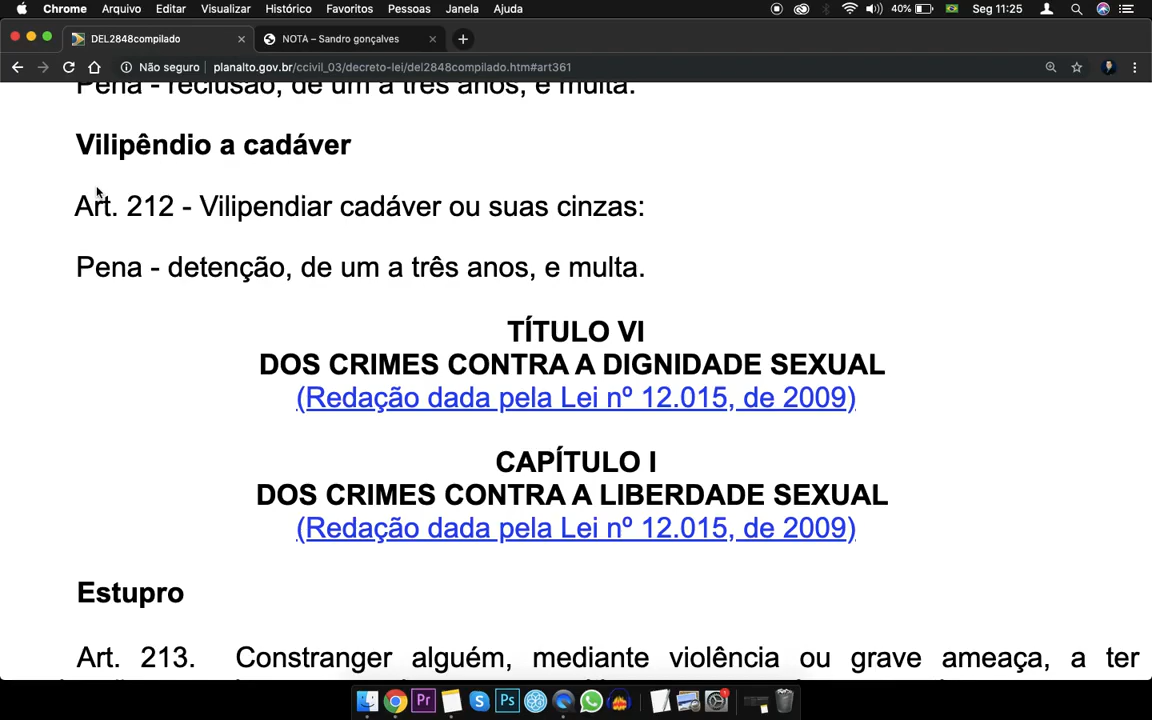 Chrome Arquivo Editar Visualizar Histórico Favoritos Pessoas Janela Ajuda 40% Seg 11:25
DEL2848compilado NOTA – Sandro gonçalves
Não seguro planalto.gov.br/ccivil_03/decreto-lei/del2848compilado.htm#art361
Pena - reclusão, de um a três anos, e multa.
Vilipêndio a cadáver
Art. 212 - Vilipendiar cadáver ou suas cinzas:
Pena - detenção, de um a três anos, e multa.
TÍTULO VI
DOS CRIMES CONTRA A DIGNIDADE SEXUAL
(Redação dada pela Lei nº 12.015, de 2009)
CAPÍTULO I
DOS CRIMES CONTRA A LIBERDADE SEXUAL
(Redação dada pela Lei nº 12.015, de 2009)
Estupro
Art. 213. Constranger alguém, mediante violência ou grave ameaça, a ter
Pr S Ps